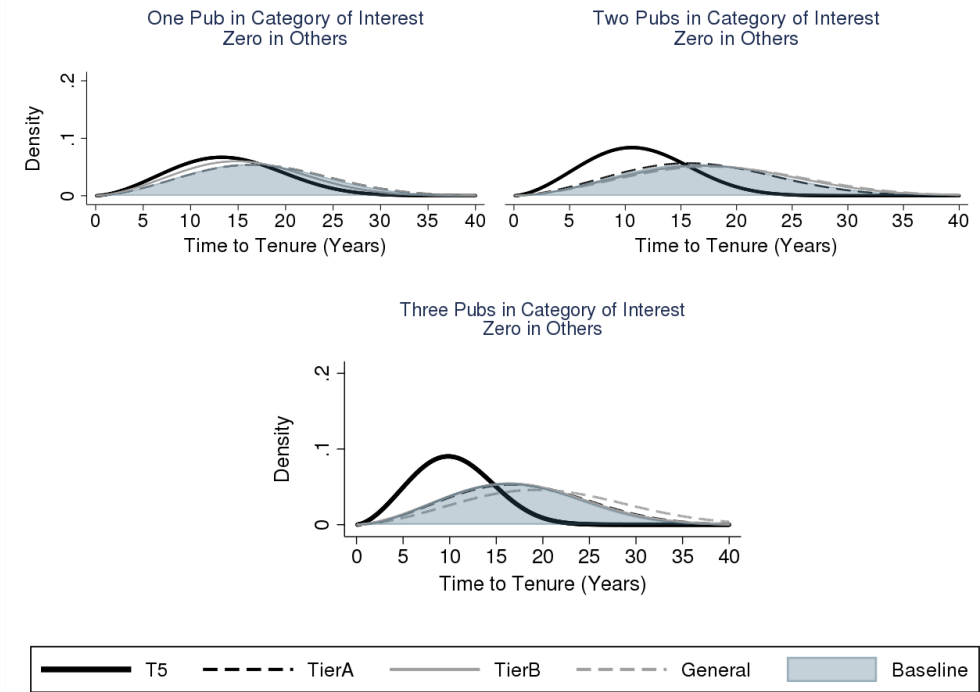 One Pub in Category of Interest
Zero in Others
Density
.2
.1
0
0 5 10 15 20 25 30 35 40
Time to Tenure (Years)
Two Pubs in Category of Interest
Zero in Others
0 5 10 15 20 25 30 35 40
Time to Tenure (Years)
Three Pubs in Category of Interest
Zero in Others
Density
.2
.1
0
0 5 10 15 20 25 30 35 40
Time to Tenure (Years)
T5 TierA TierB General Baseline